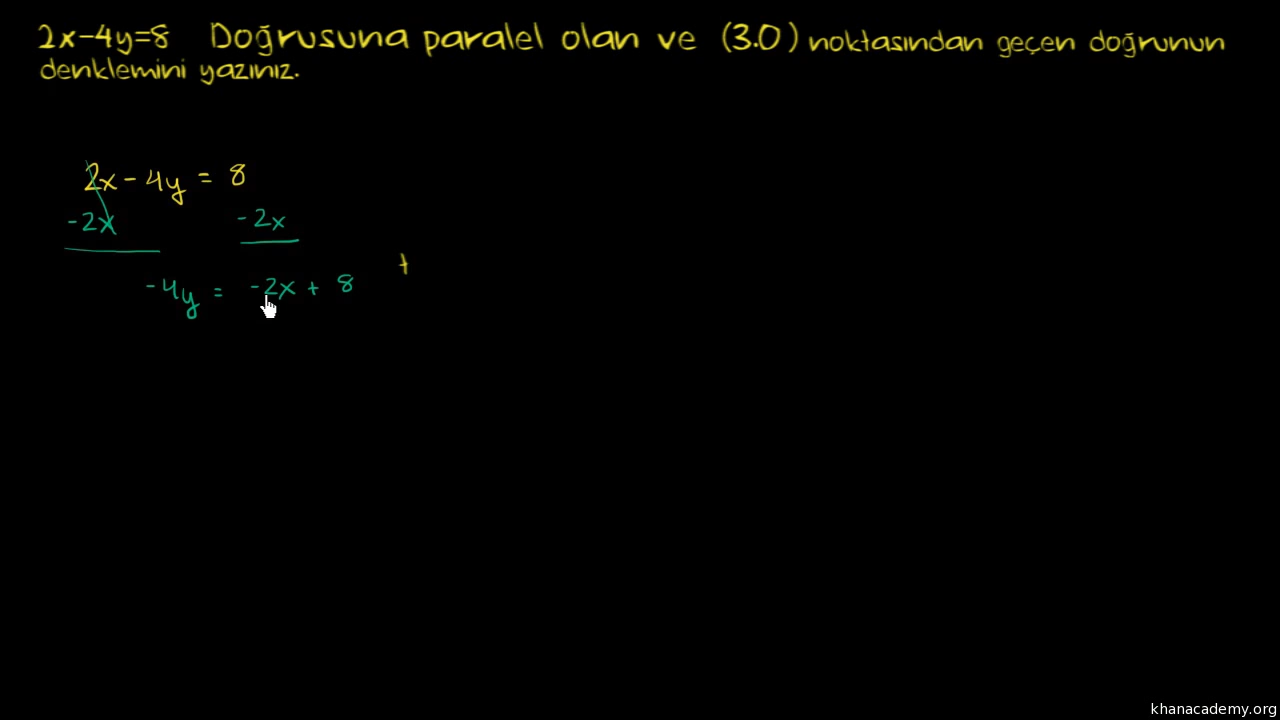 2x-4y=8 Doğrusuna paralel olan ve (3.0) noktasından geçen doğrunun
denklemini yazınız.
2x - 4y = 8
-2x -2x
-4y = -2x + 8
+
khanacademy.org